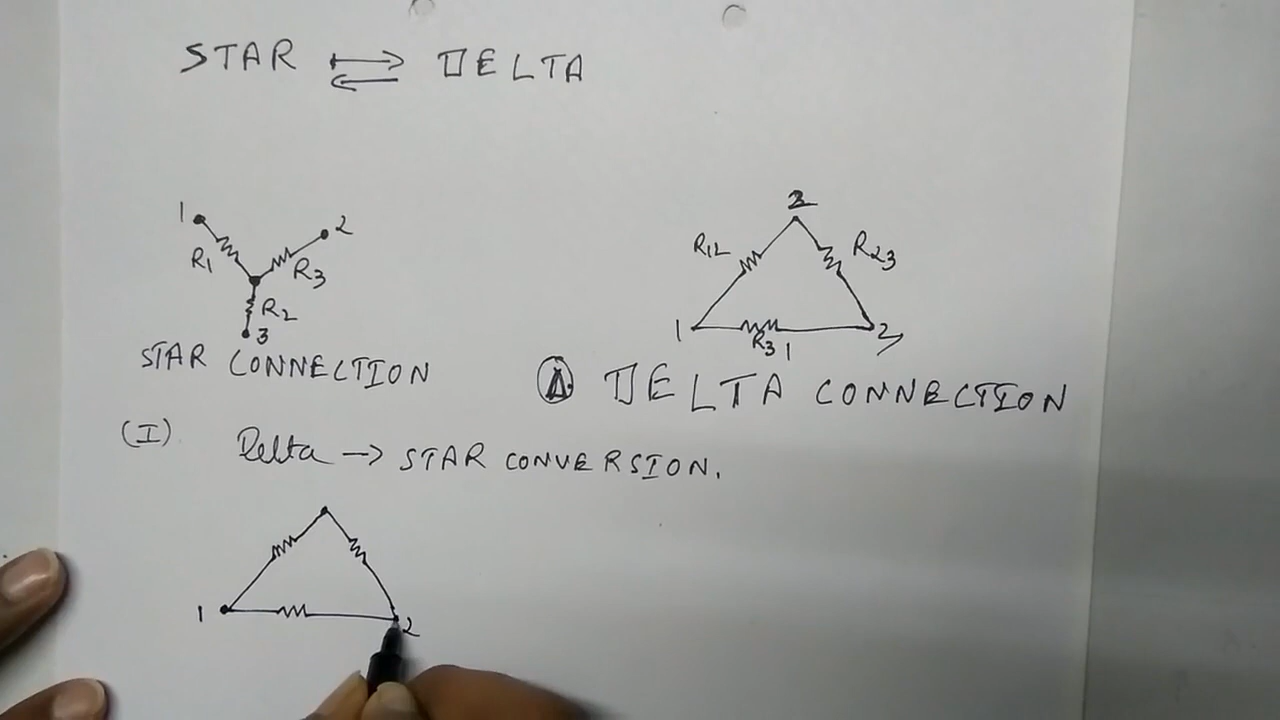 STAR ⇄ DELTA
1
2
R1
R3
R2
3
STAR CONNECTION
R12
R23
1
R31
2
Δ DELTA CONNECTION
(I) Delta → STAR CONVERSION.
1
2